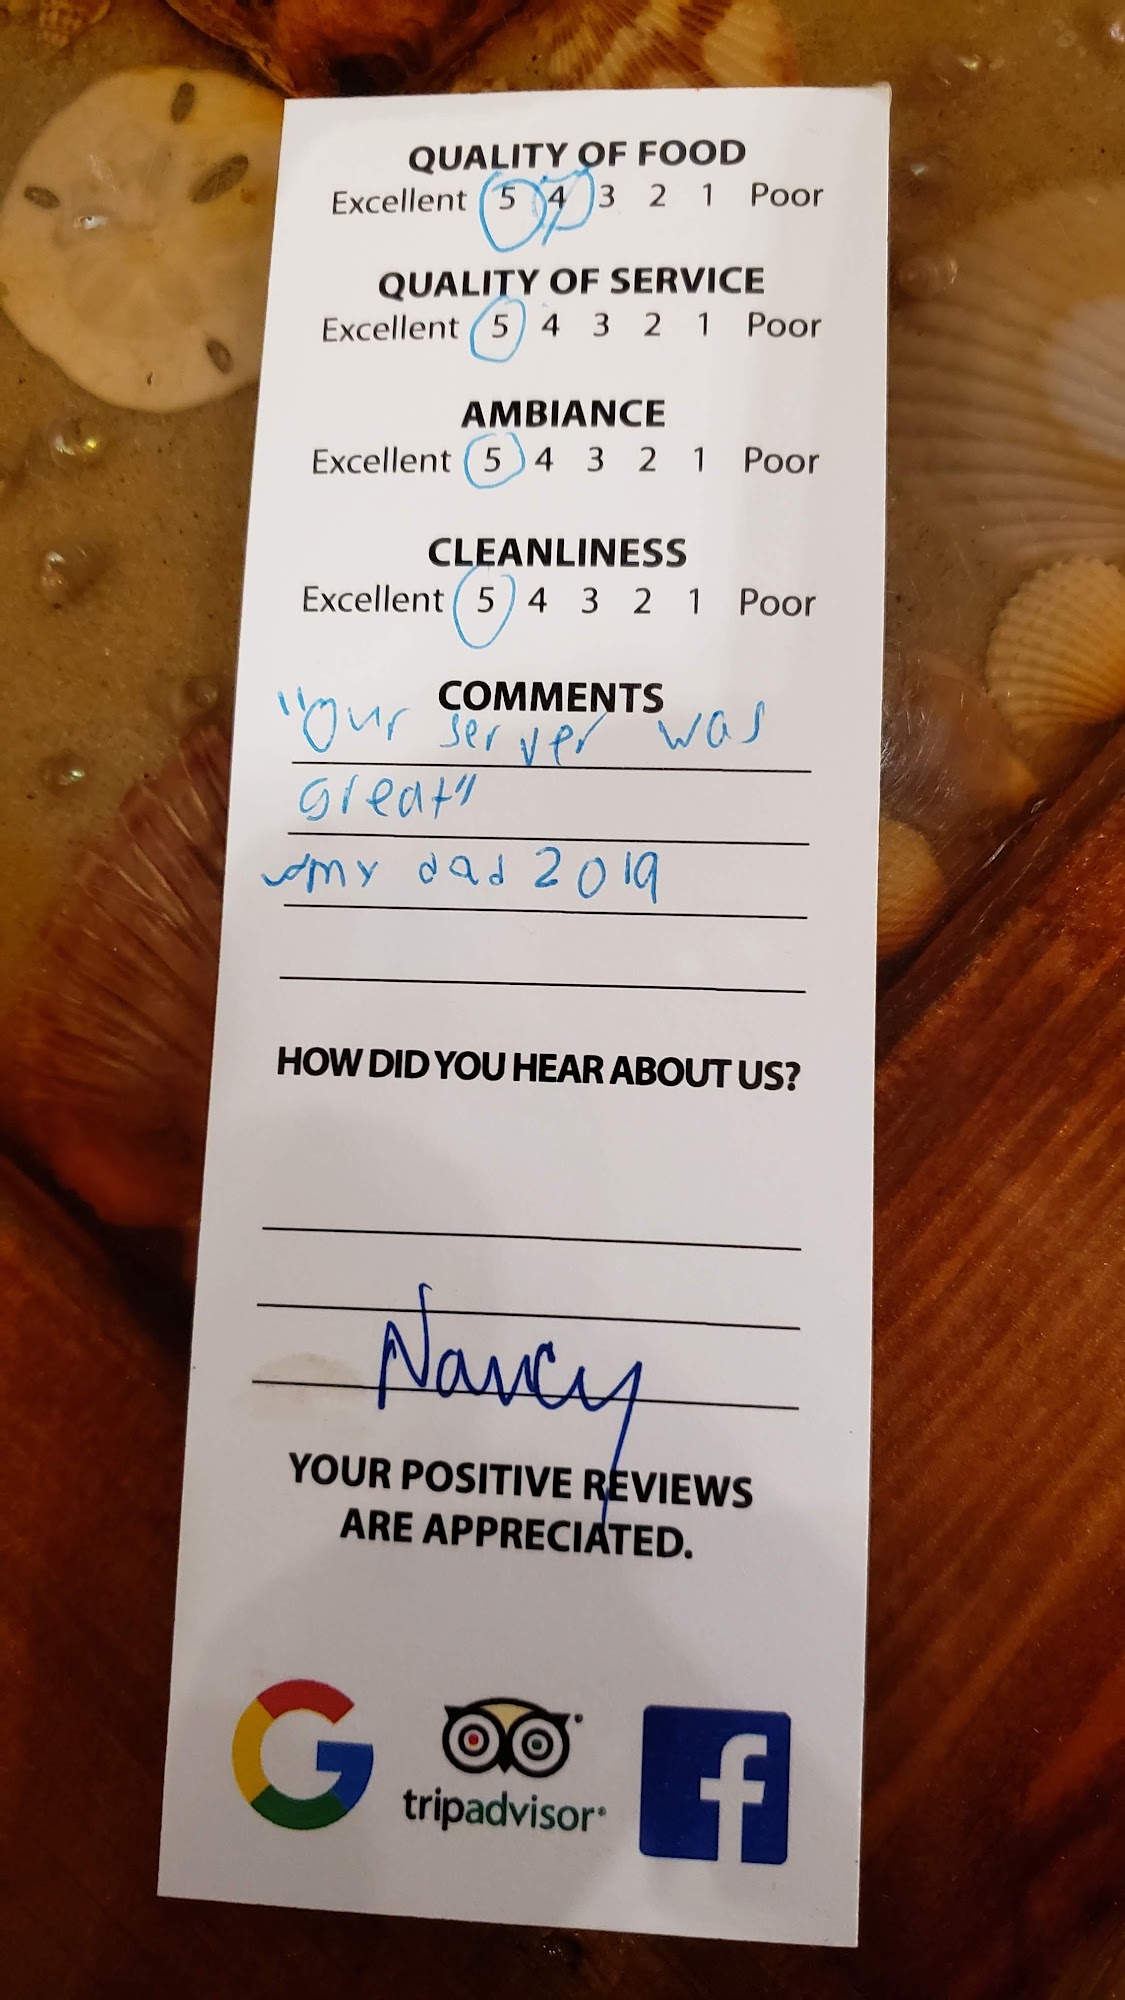 QUALITY OF FOOD
Excellent 5 4 3 2 1 Poor
QUALITY OF SERVICE
Excellent 5 4 3 2 1 Poor
AMBIANCE
Excellent 5 4 3 2 1 Poor
CLEANLINESS
Excellent 5 4 3 2 1 Poor
COMMENTS
"Our server was
great"
~my dad 2019
HOW DID YOU HEAR ABOUT US?
Nancy
YOUR POSITIVE REVIEWS
ARE APPRECIATED.
G tripadvisor f